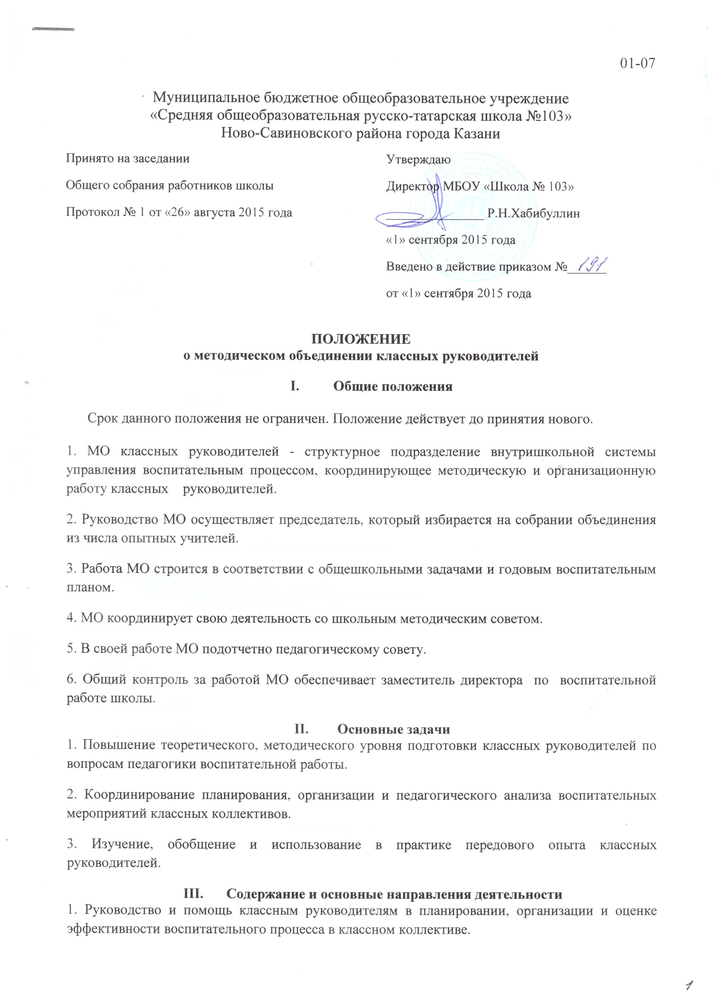 01-07
Муниципальное бюджетное общеобразовательное учреждение
«Средняя общеобразовательная русско-татарская школа №103»
Ново-Савиновского района города Казани
Принято на заседании
Общего собрания работников школы
Протокол № 1 от «26» августа 2015 года
Утверждаю
Директор МБОУ «Школа № 103»
_______________ Р.Н.Хабибуллин
«1» сентября 2015 года
Введено в действие приказом № 191
от «1» сентября 2015 года
ПОЛОЖЕНИЕ
о методическом объединении классных руководителей
I. Общие положения
Срок данного положения не ограничен. Положение действует до принятия нового.
1. МО классных руководителей - структурное подразделение внутришкольной системы
управления воспитательным процессом, координирующее методическую и организационную
работу классных руководителей.
2. Руководство МО осуществляет председатель, который избирается на собрании объединения
из числа опытных учителей.
3. Работа МО строится в соответствии с общешкольными задачами и годовым воспитательным
планом.
4. МО координирует свою деятельность со школьным методическим советом.
5. В своей работе МО подотчетно педагогическому совету.
6. Общий контроль за работой МО обеспечивает заместитель директора по воспитательной
работе школы.
II. Основные задачи
1. Повышение теоретического, методического уровня подготовки классных руководителей по
вопросам педагогики воспитательной работы.
2. Координирование планирования, организации и педагогического анализа воспитательных
мероприятий классных коллективов.
3. Изучение, обобщение и использование в практике передового опыта классных
руководителей.
III. Содержание и основные направления деятельности
1. Руководство и помощь классным руководителям в планировании, организации и оценке
эффективности воспитательного процесса в классном коллективе.
1